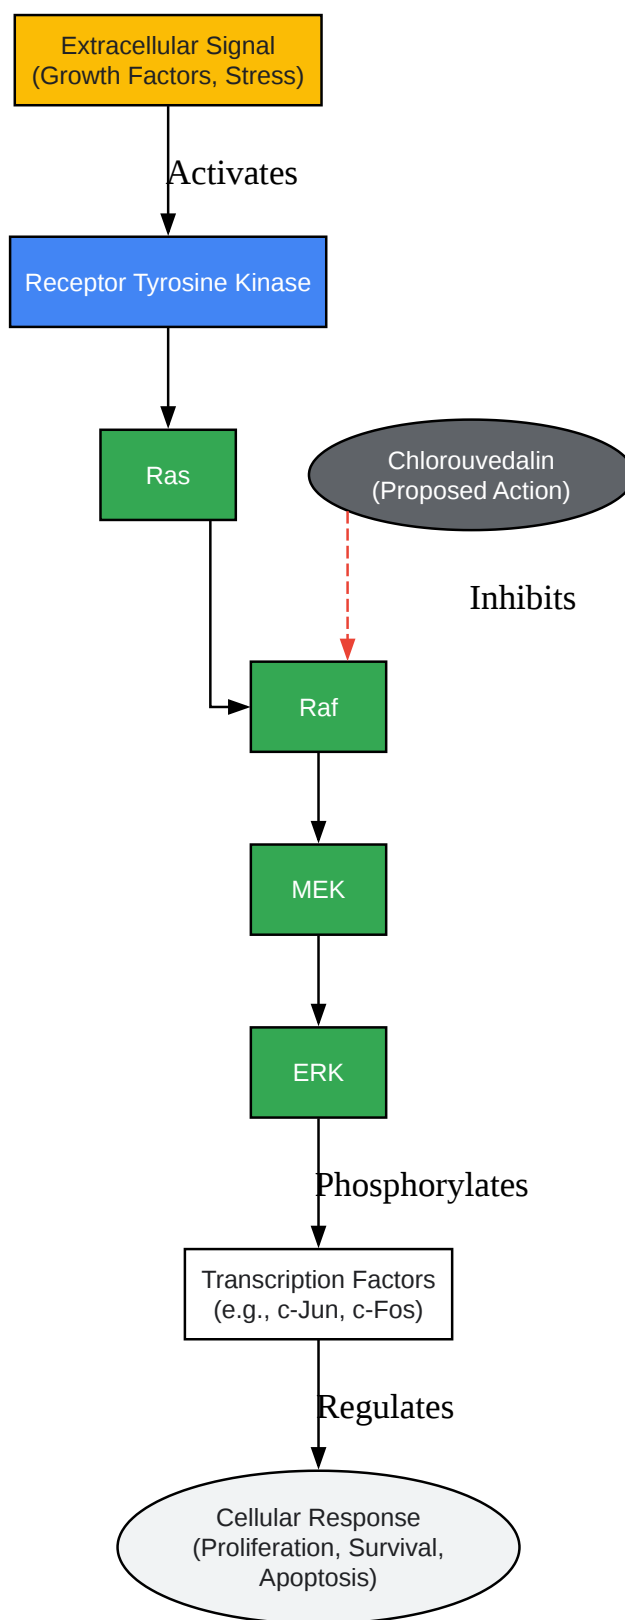 Extracellular Signal
(Growth Factors, Stress)
Activates
Receptor Tyrosine Kinase
Ras
Chlorouvedalin
(Proposed Action)
Inhibits
Raf
MEK
ERK
Phosphorylates
Transcription Factors
(e.g., c-Jun, c-Fos)
Regulates
Cellular Response
(Proliferation, Survival,
Apoptosis)